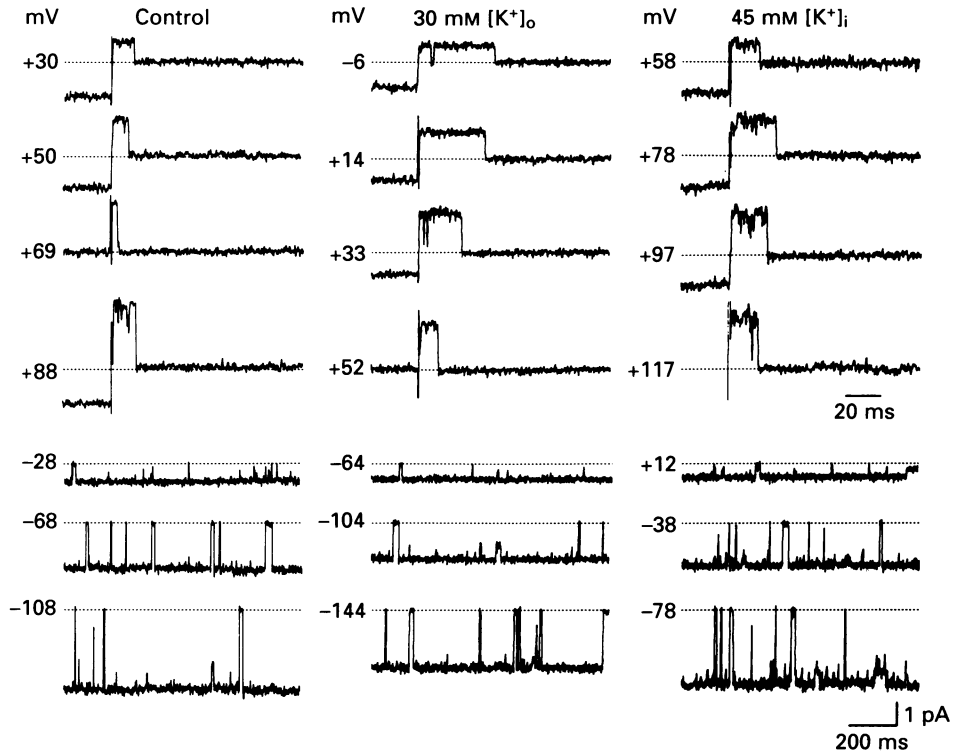 mV Control mV 30 mM [K⁺]ₒ mV 45 mM [K⁺]ᵢ
+30 −6 +58
+50 +14 +78
+69 +33 +97
+88 +52 +117
20 ms
−28 −64 +12
−68 −104 −38
−108 −144 −78
1 pA
200 ms